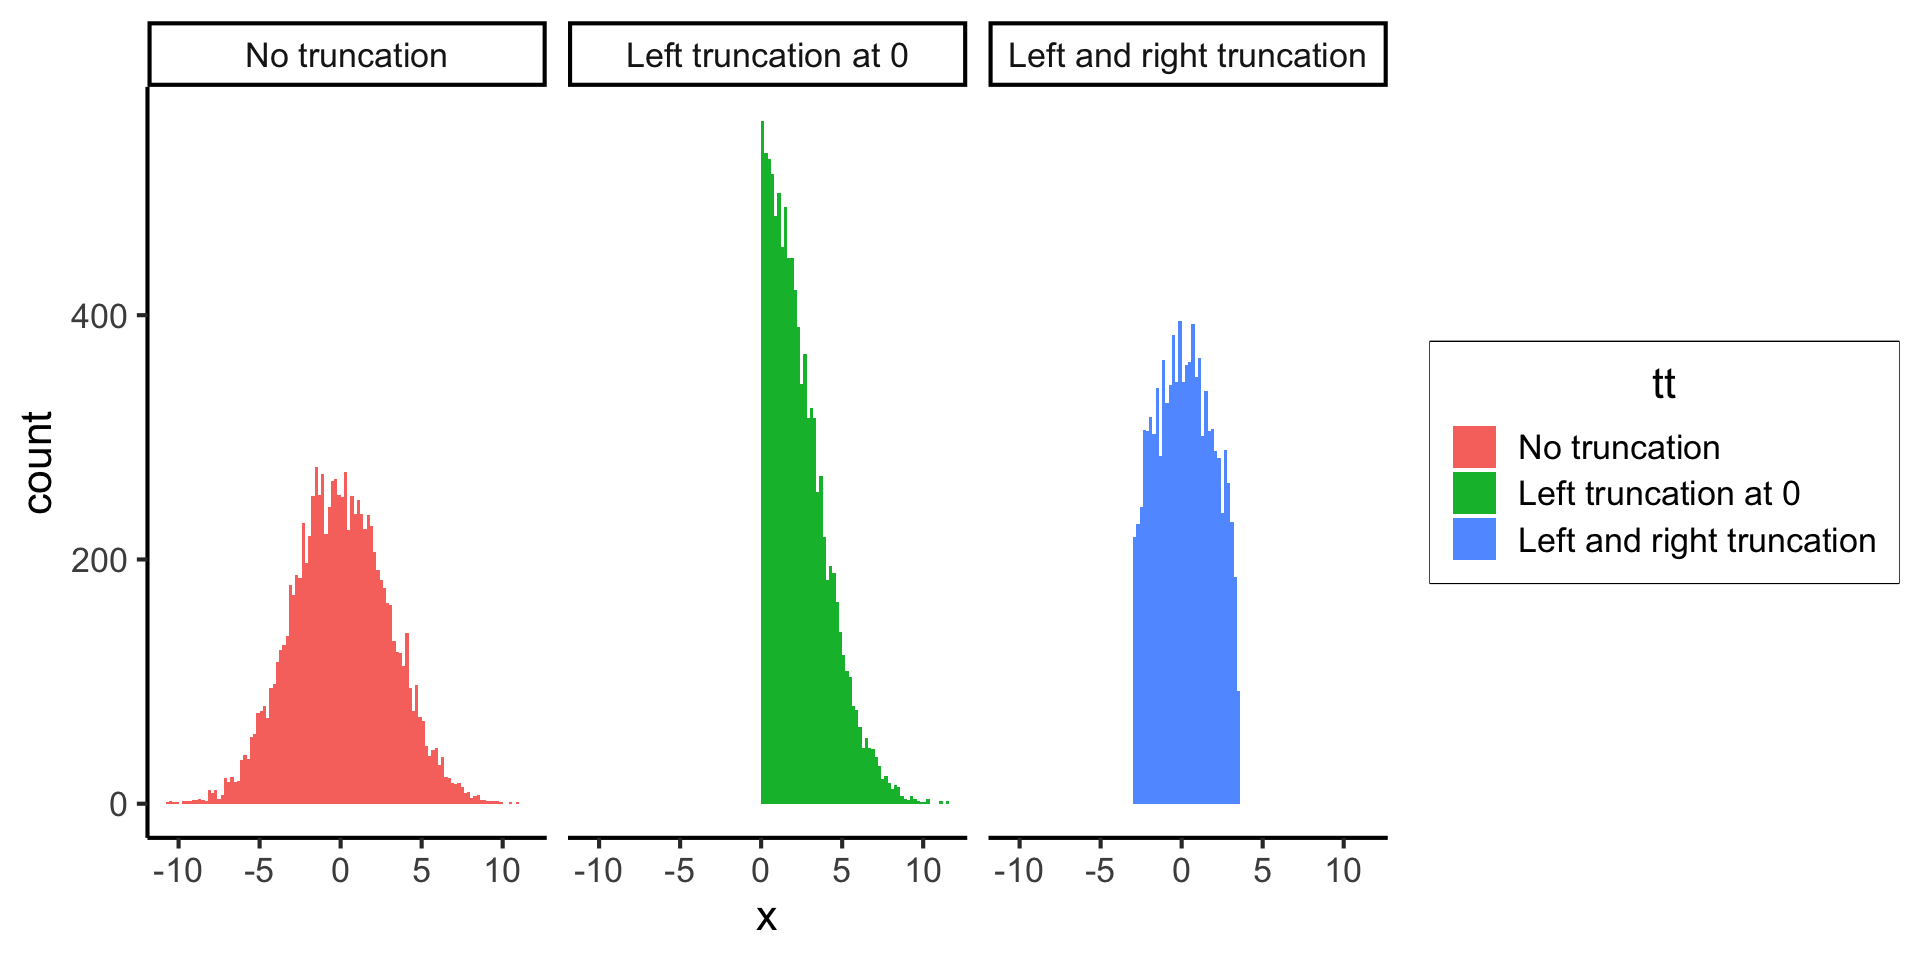 No truncation
Left truncation at 0
Left and right truncation
count
400
200
0
-10 -5 0 5 10
-10 -5 0 5 10
-10 -5 0 5 10
x
tt
No truncation
Left truncation at 0
Left and right truncation